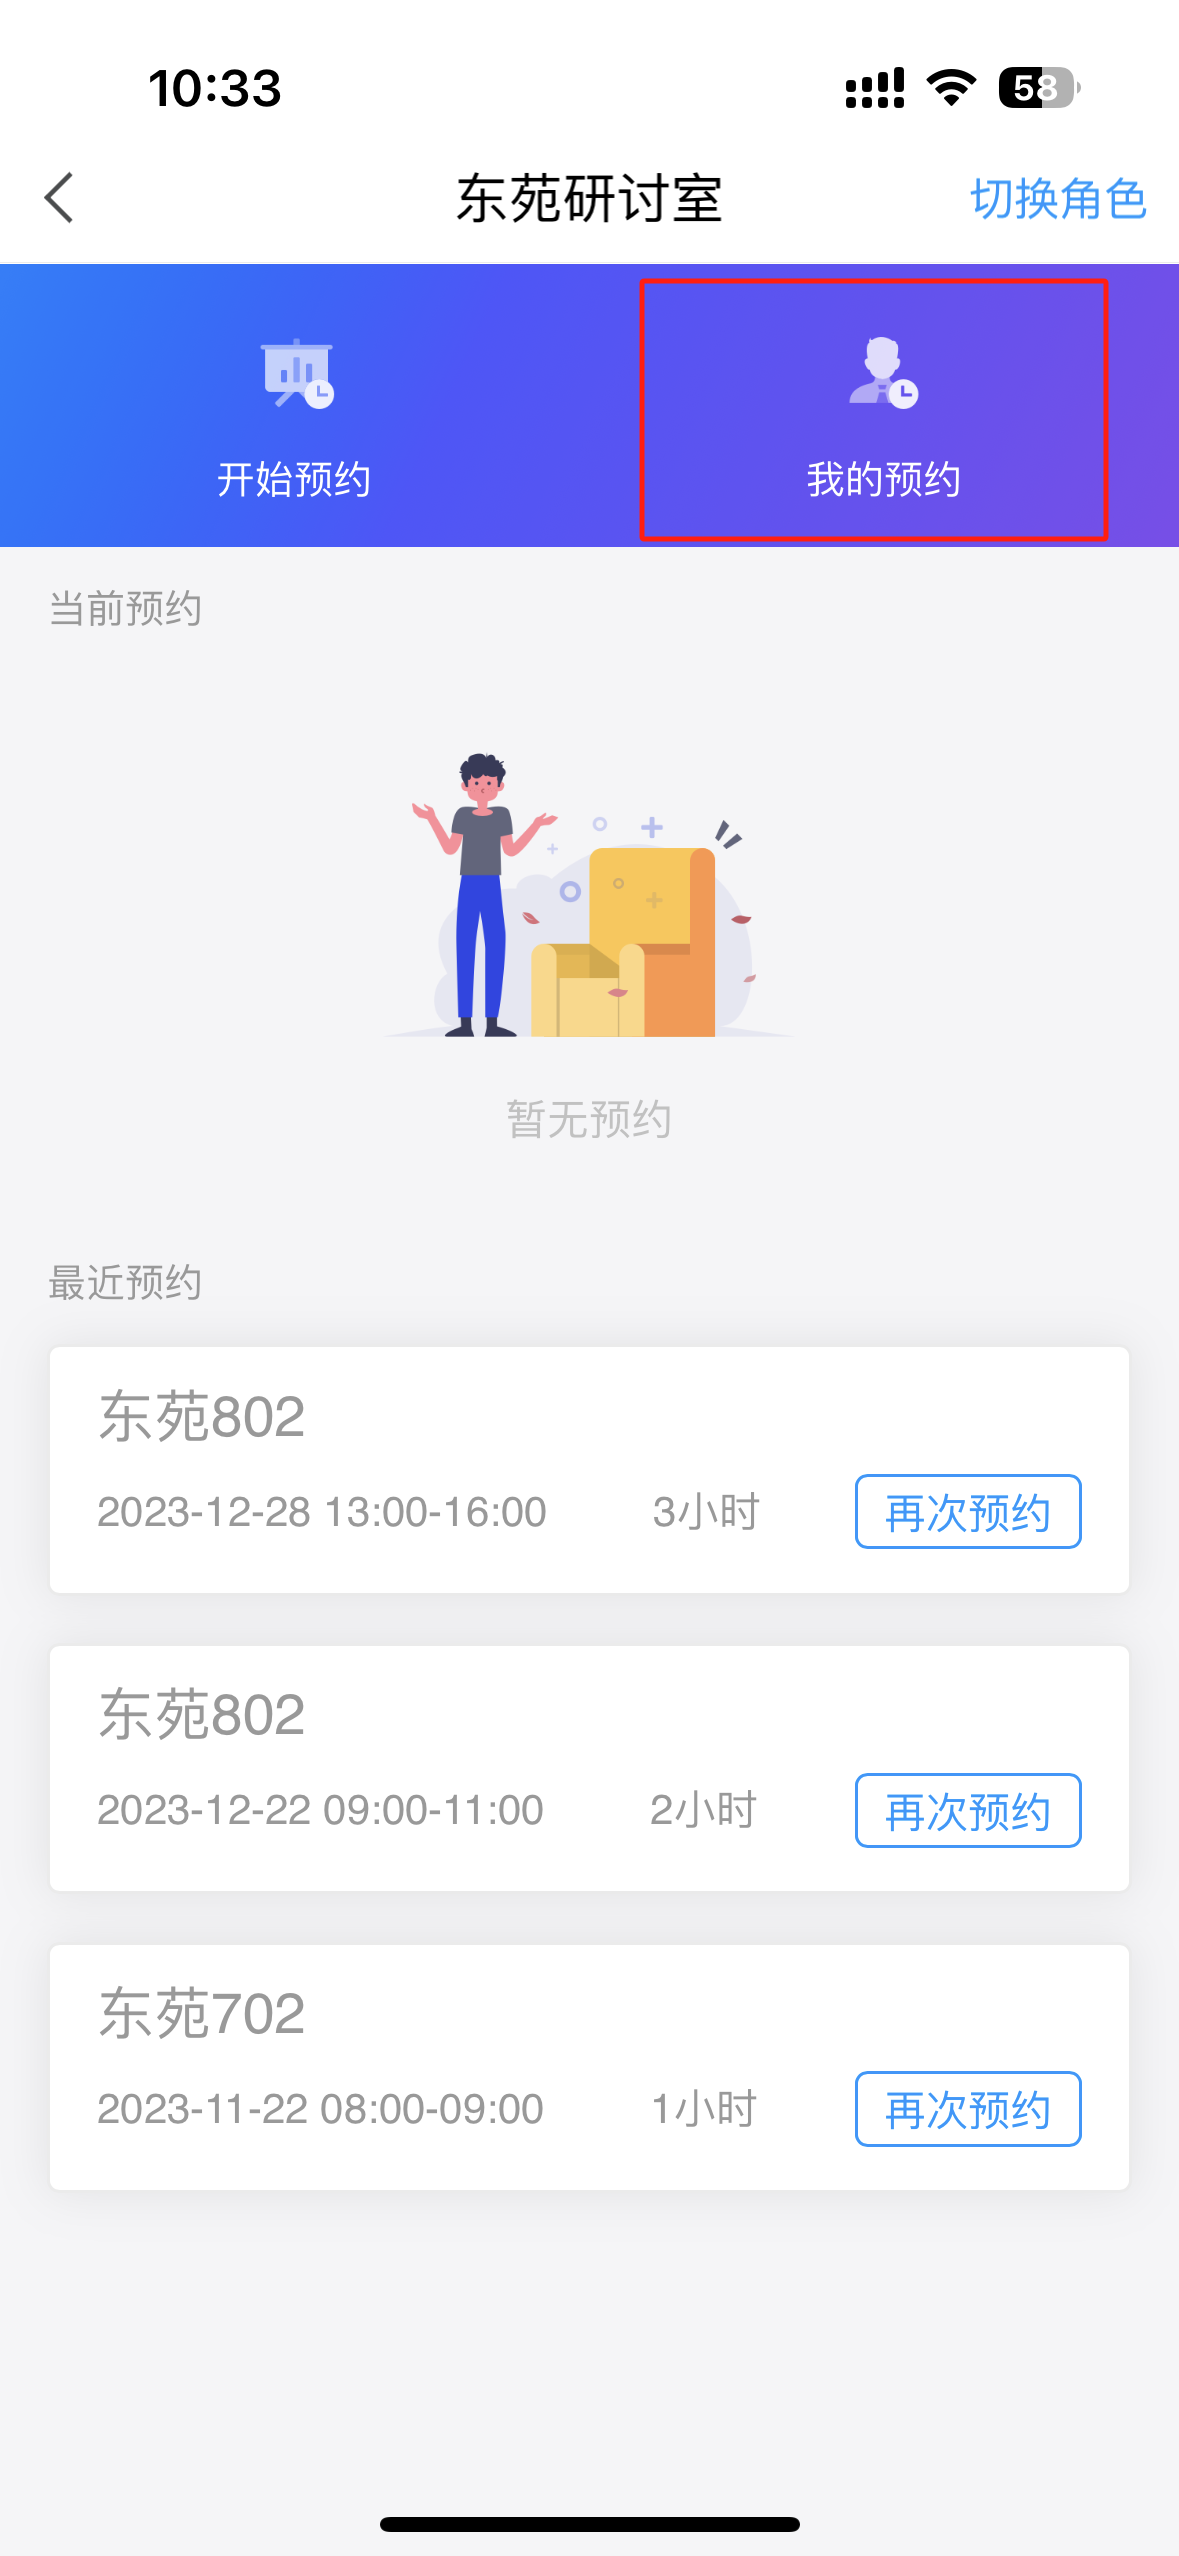 10:33
58
东苑研讨室
切换角色
开始预约
我的预约
当前预约
暂无预约
最近预约
东苑802
2023-12-28 13:00-16:00 3小时 再次预约
东苑802
2023-12-22 09:00-11:00 2小时 再次预约
东苑702
2023-11-22 08:00-09:00 1小时 再次预约